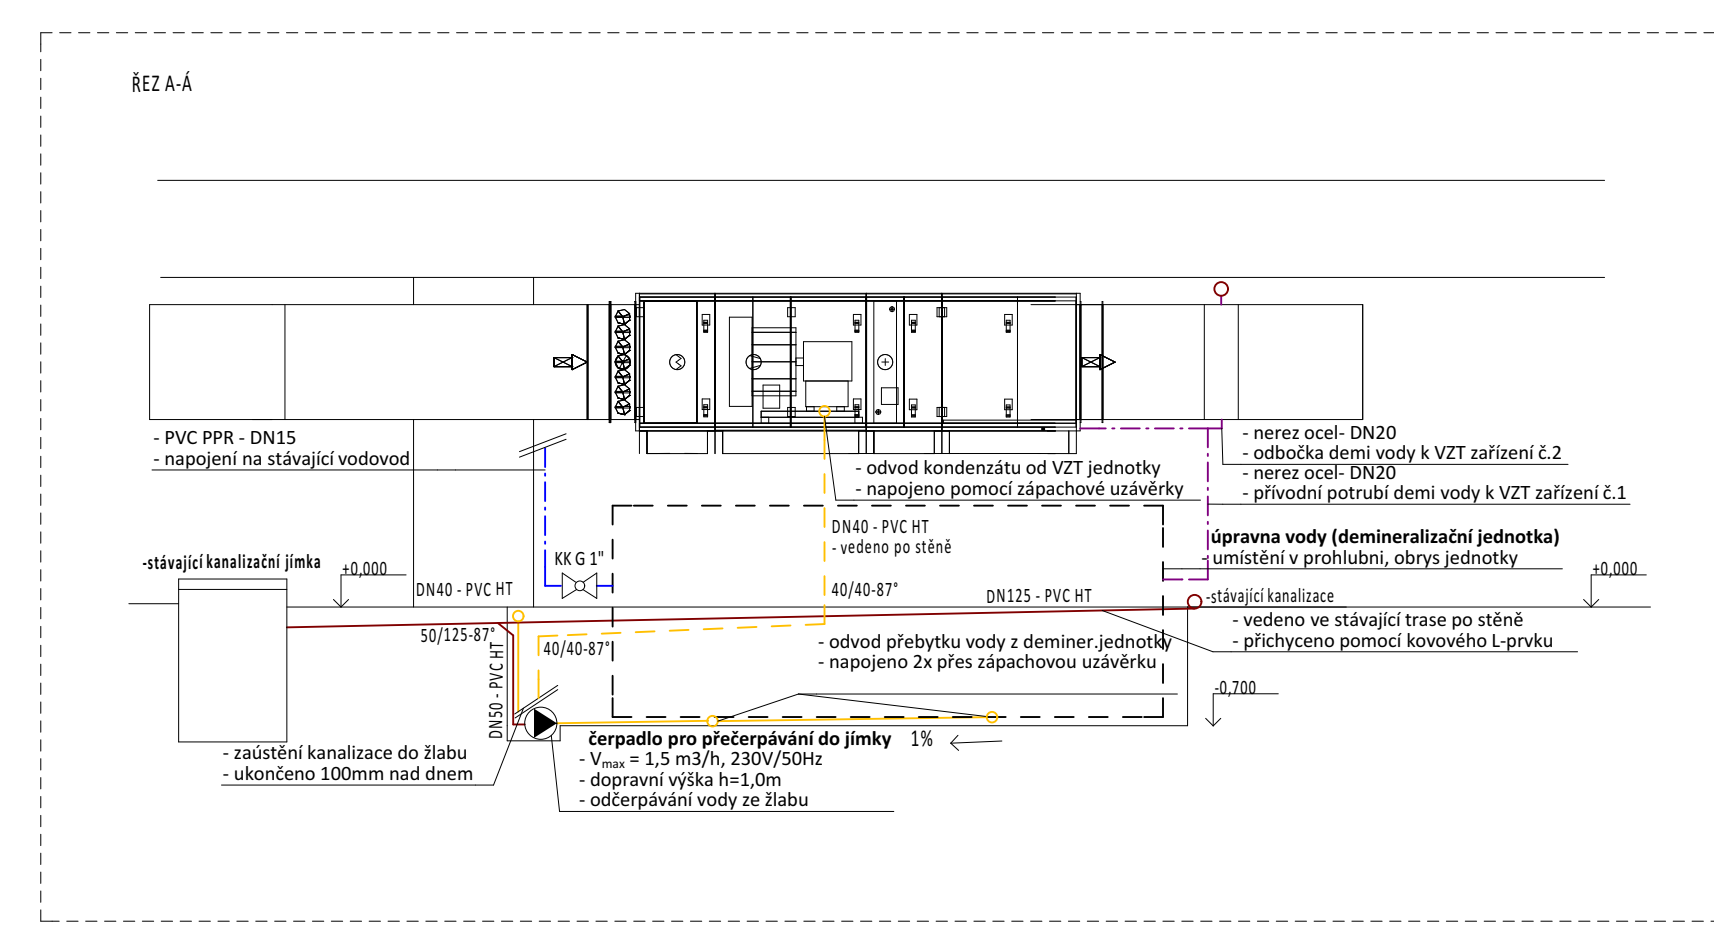 ŘEZ A-Á
- PVC PPR - DN15
- napojení na stávající vodovod
- odvod kondenzátu od VZT jednotky
- napojeno pomocí zápachové uzávěrky
- nerez ocel- DN20
- odbočka demi vody k VZT zařízení č.2
- nerez ocel- DN20
- přívodní potrubí demi vody k VZT zařízení č.1
DN40 - PVC HT
- vedeno po stěně
úpravna vody (demineralizační jednotka)
- umístění v prohlubni, obrys jednotky
-stávající kanalizační jímka
+0,000
KK G 1"
+0,000
DN40 - PVC HT
40/40-87°
DN125 - PVC HT
-stávající kanalizace
- vedeno ve stávající trase po stěně
- přichyceno pomocí kovového L-prvku
50/125-87°
40/40-87°
- odvod přebytku vody z deminer.jednotky
- napojeno 2x přes zápachovou uzávěrku
DN50 - PVC HT
-0,700
- zaústění kanalizace do žlabu
- ukončeno 100mm nad dnem
čerpadlo pro přečerpávání do jímky
1%
- Vmax = 1,5 m3/h, 230V/50Hz
- dopravní výška h=1,0m
- odčerpávání vody ze žlabu